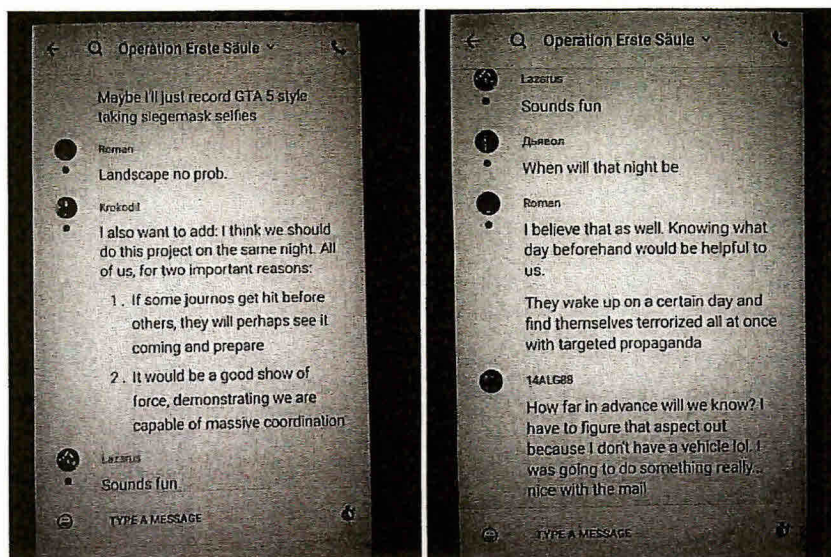 Operation Erste Säule
Maybe I'll just record GTA 5 style
taking siegemask selfies
Roman
Landscape no prob.
Krokodil
I also want to add: I think we should
do this project on the same night. All
of us, for two important reasons:
1. If some journos get hit before
others, they will perhaps see it
coming and prepare
2. It would be a good show of
force, demonstrating we are
capable of massive coordination
Lazarus
Sounds fun
TYPE A MESSAGE
Operation Erste Säule
Lazarus
Sounds fun
Дьявол
When will that night be
Roman
I believe that as well. Knowing what
day beforehand would be helpful to
us.
They wake up on a certain day and
find themselves terrorized all at once
with targeted propaganda
14ALG88
How far in advance will we know? I
have to figure that aspect out
because I don't have a vehicle lol. I
was going to do something really...
nice with the mail
TYPE A MESSAGE